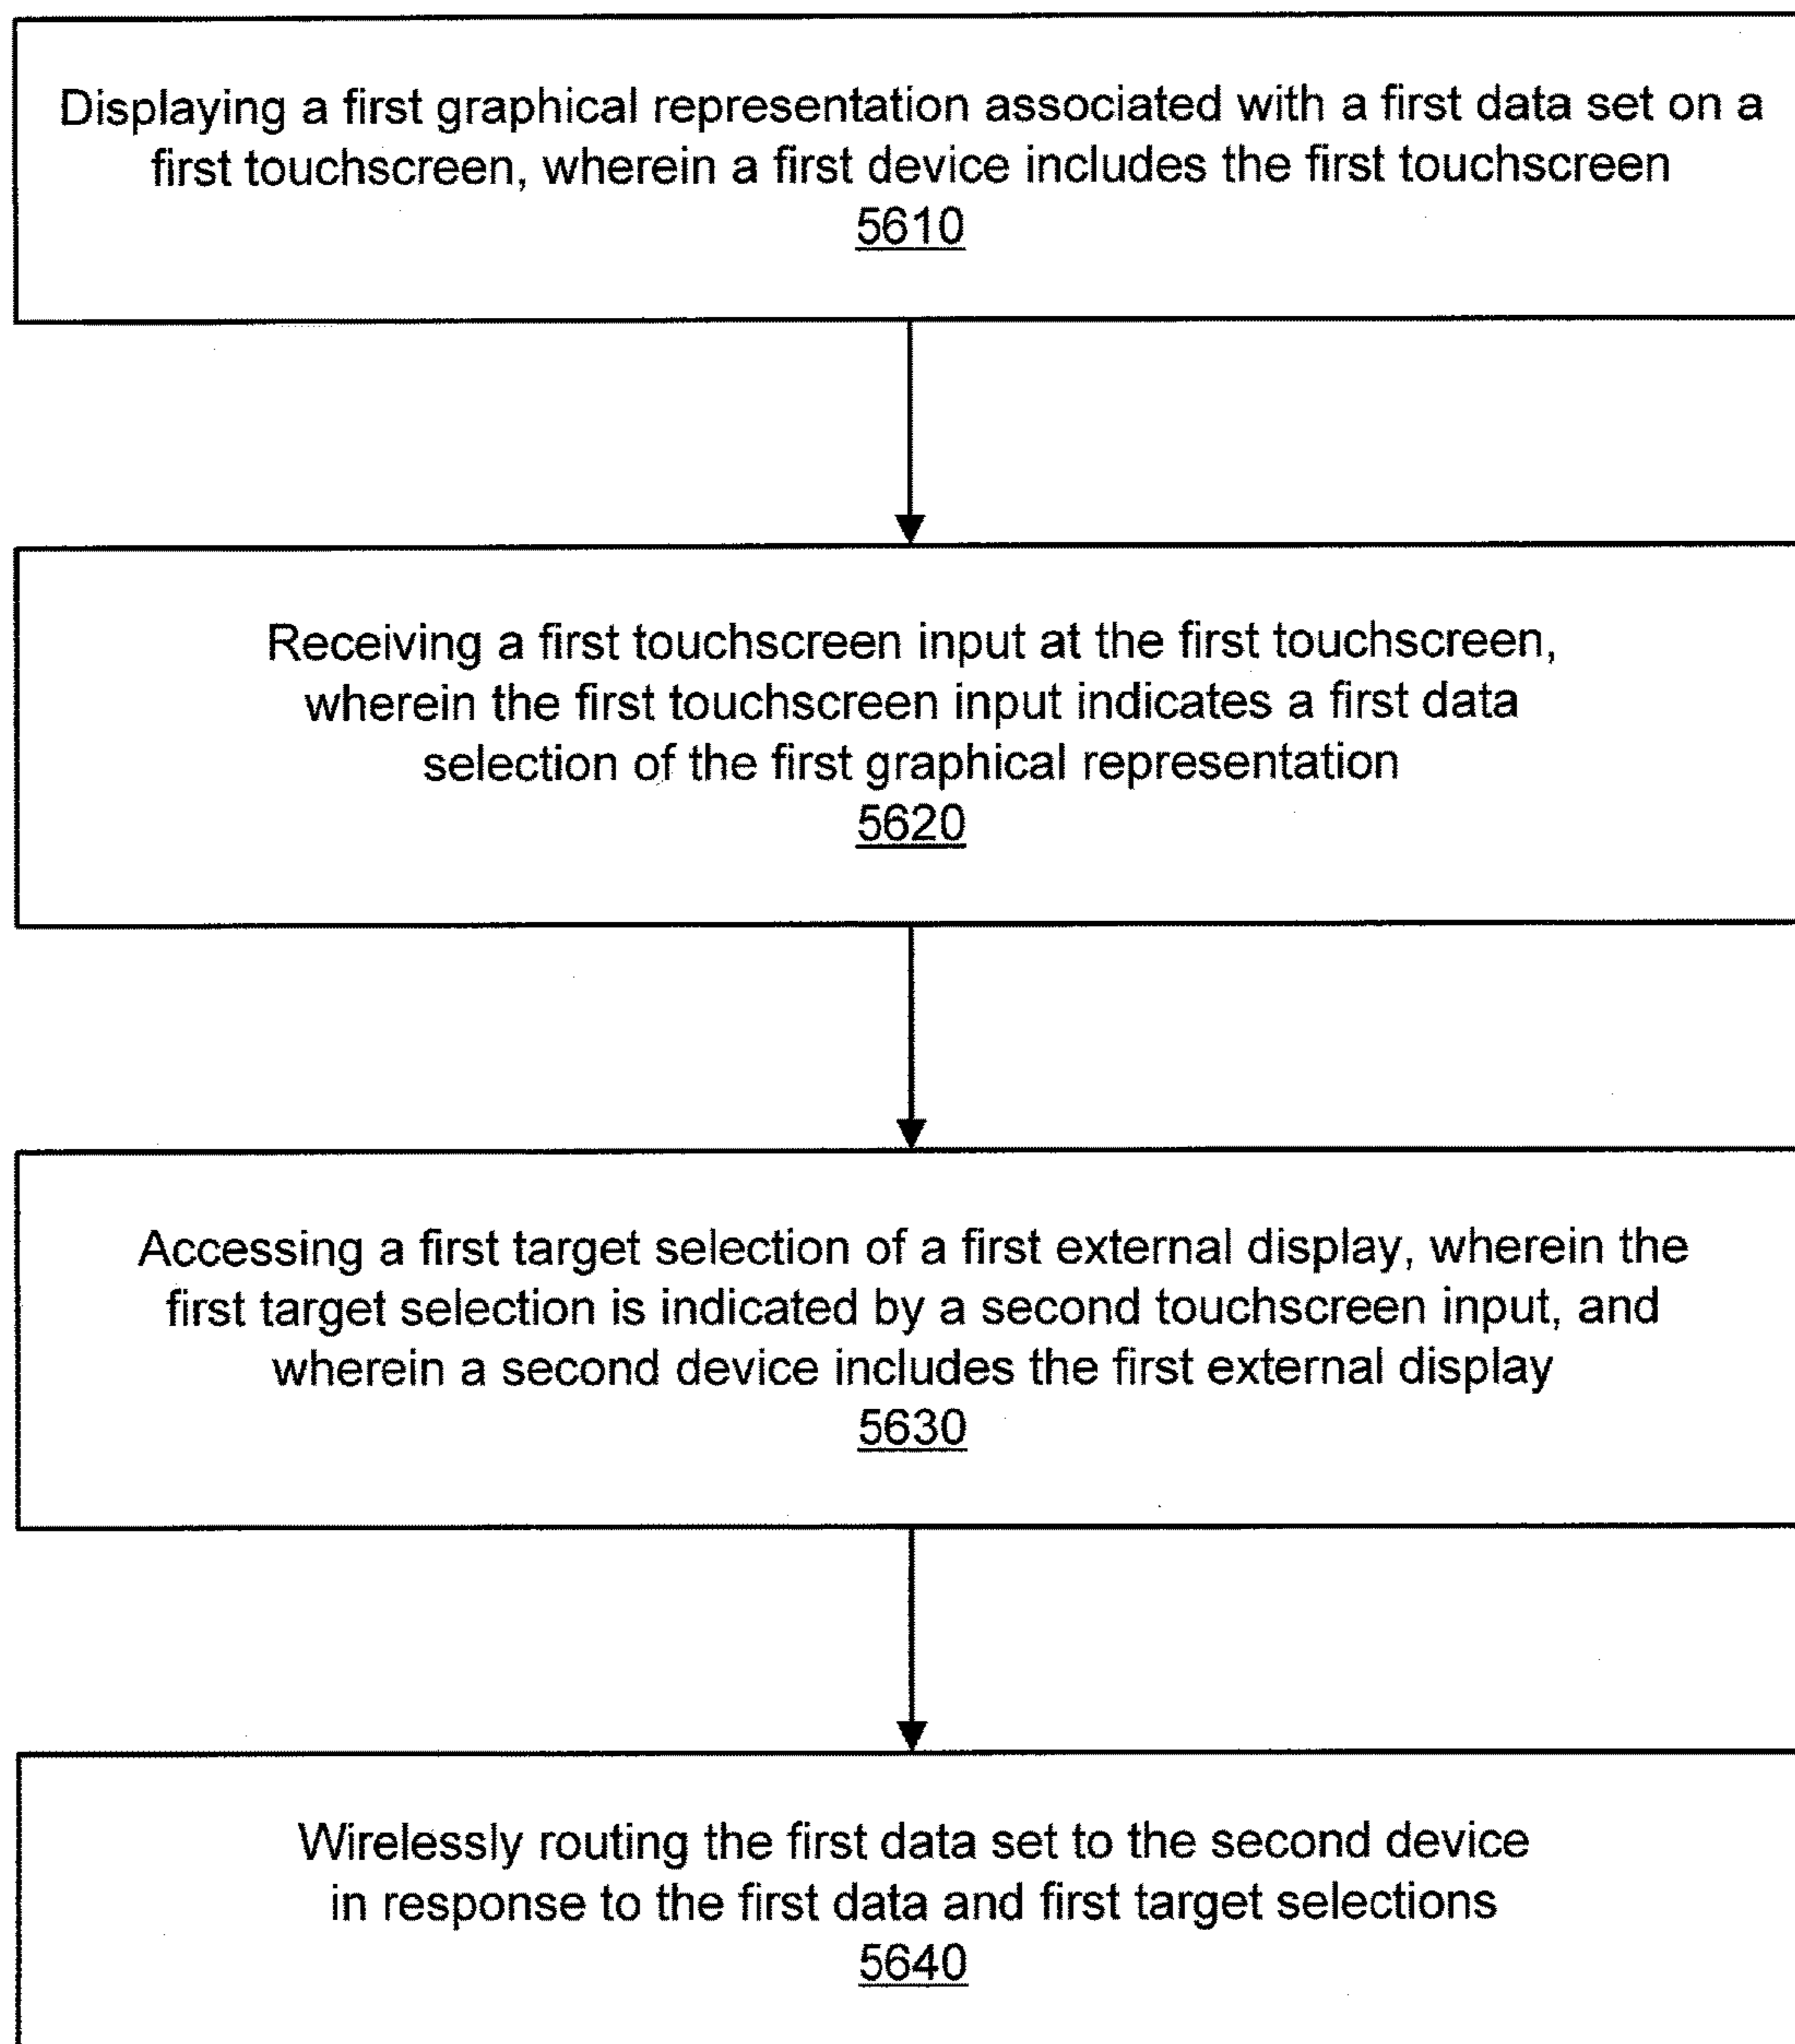 Displaying a first graphical representation associated with a first data set on a
first touchscreen, wherein a first device includes the first touchscreen
5610
Receiving a first touchscreen input at the first touchscreen,
wherein the first touchscreen input indicates a first data
selection of the first graphical representation
5620
Accessing a first target selection of a first external display, wherein the
first target selection is indicated by a second touchscreen input, and
wherein a second device includes the first external display
5630
Wirelessly routing the first data set to the second device
in response to the first data and first target selections
5640